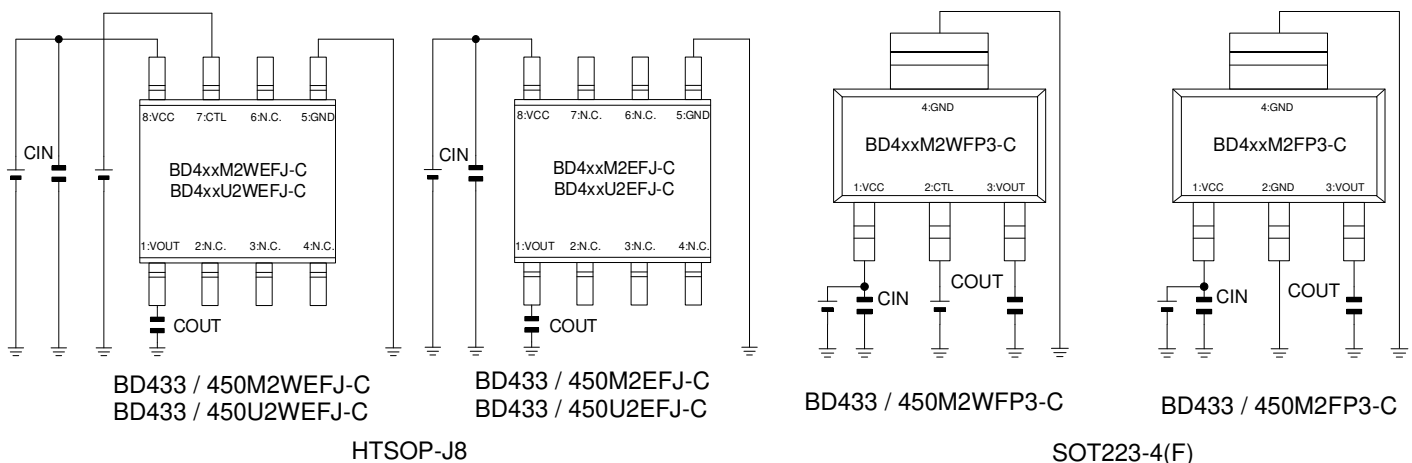 8:VCC 7:CTL 6:N.C. 5:GND
CIN
BD4xxM2WEFJ-C
BD4xxU2WEFJ-C
1:VOUT 2:N.C. 3:N.C. 4:N.C.
COUT
BD433 / 450M2WEFJ-C
BD433 / 450U2WEFJ-C
8:VCC 7:N.C. 6:N.C. 5:GND
CIN
BD4xxM2EFJ-C
BD4xxU2EFJ-C
1:VOUT 2:N.C. 3:N.C. 4:N.C.
COUT
BD433 / 450M2EFJ-C
BD433 / 450U2EFJ-C
HTSOP-J8
4:GND
BD4xxM2WFP3-C
1:VCC 2:CTL 3:VOUT
CIN
COUT
BD433 / 450M2WFP3-C
4:GND
BD4xxM2FP3-C
1:VCC 2:GND 3:VOUT
CIN
COUT
BD433 / 450M2FP3-C
SOT223-4(F)